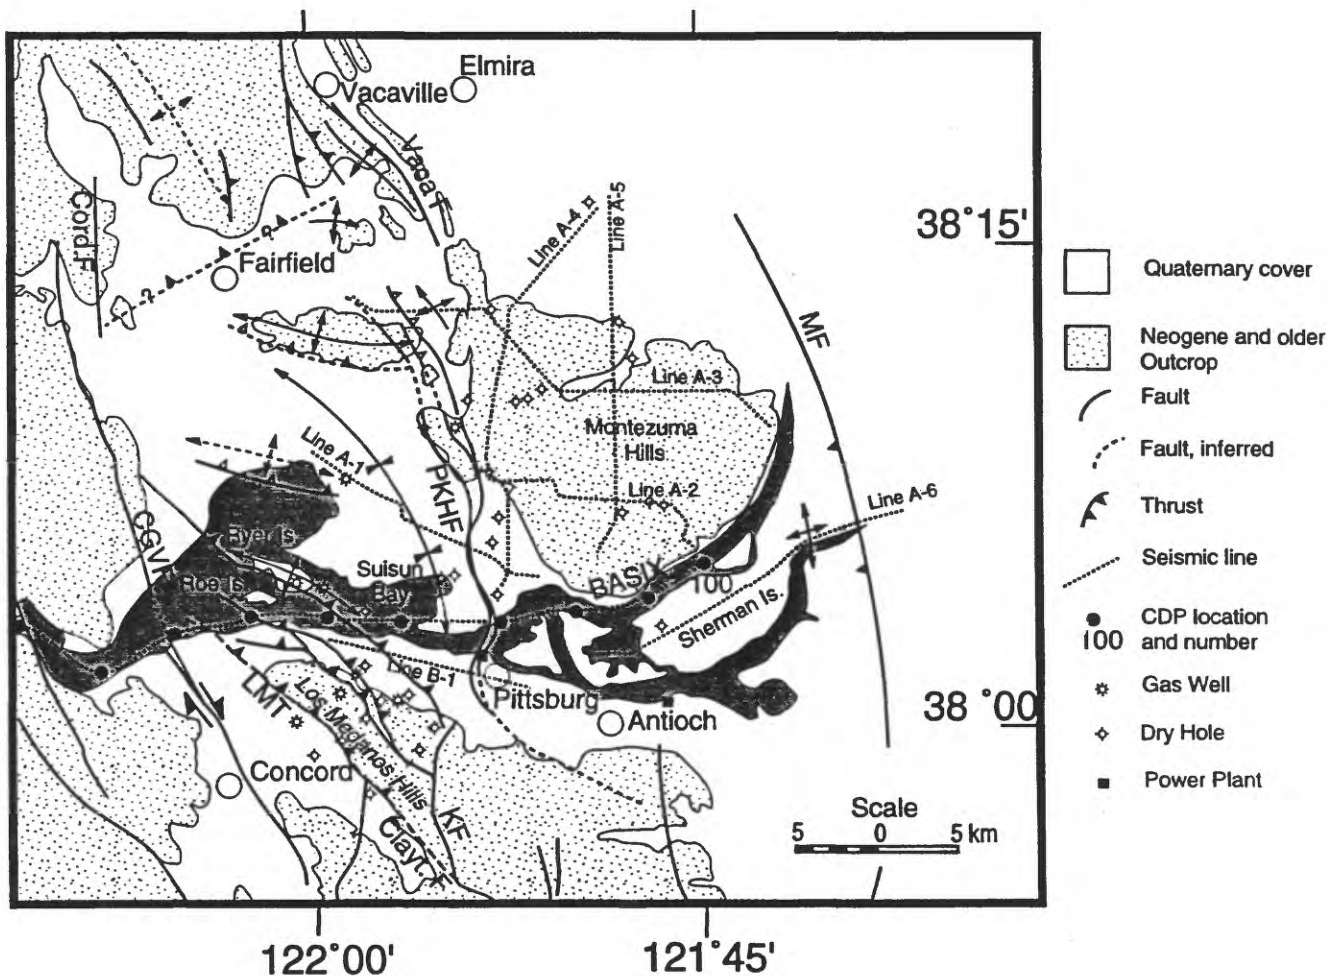 Elmira
Vacaville
Vaca F
Cord.F.
Fairfield
Line A-4
Line A-5
38°15'
MF
Line A-3
Montezuma
Hills
Line A-1
Line A-2
Line A-6
PKHF
CGVF
Ryer Is.
Roe Is.
Suisun
Bay
BASIX
100
Sherman Is.
Line B-1
LMT
Los Medanos Hills
Pittsburg
Antioch
38°00'
Concord
KF
Clayt. F
Scale
5 0 5 km
122°00'
121°45'
Quaternary cover
Neogene and older
Outcrop
Fault
Fault, inferred
Thrust
Seismic line
CDP location
and number
100
Gas Well
Dry Hole
Power Plant